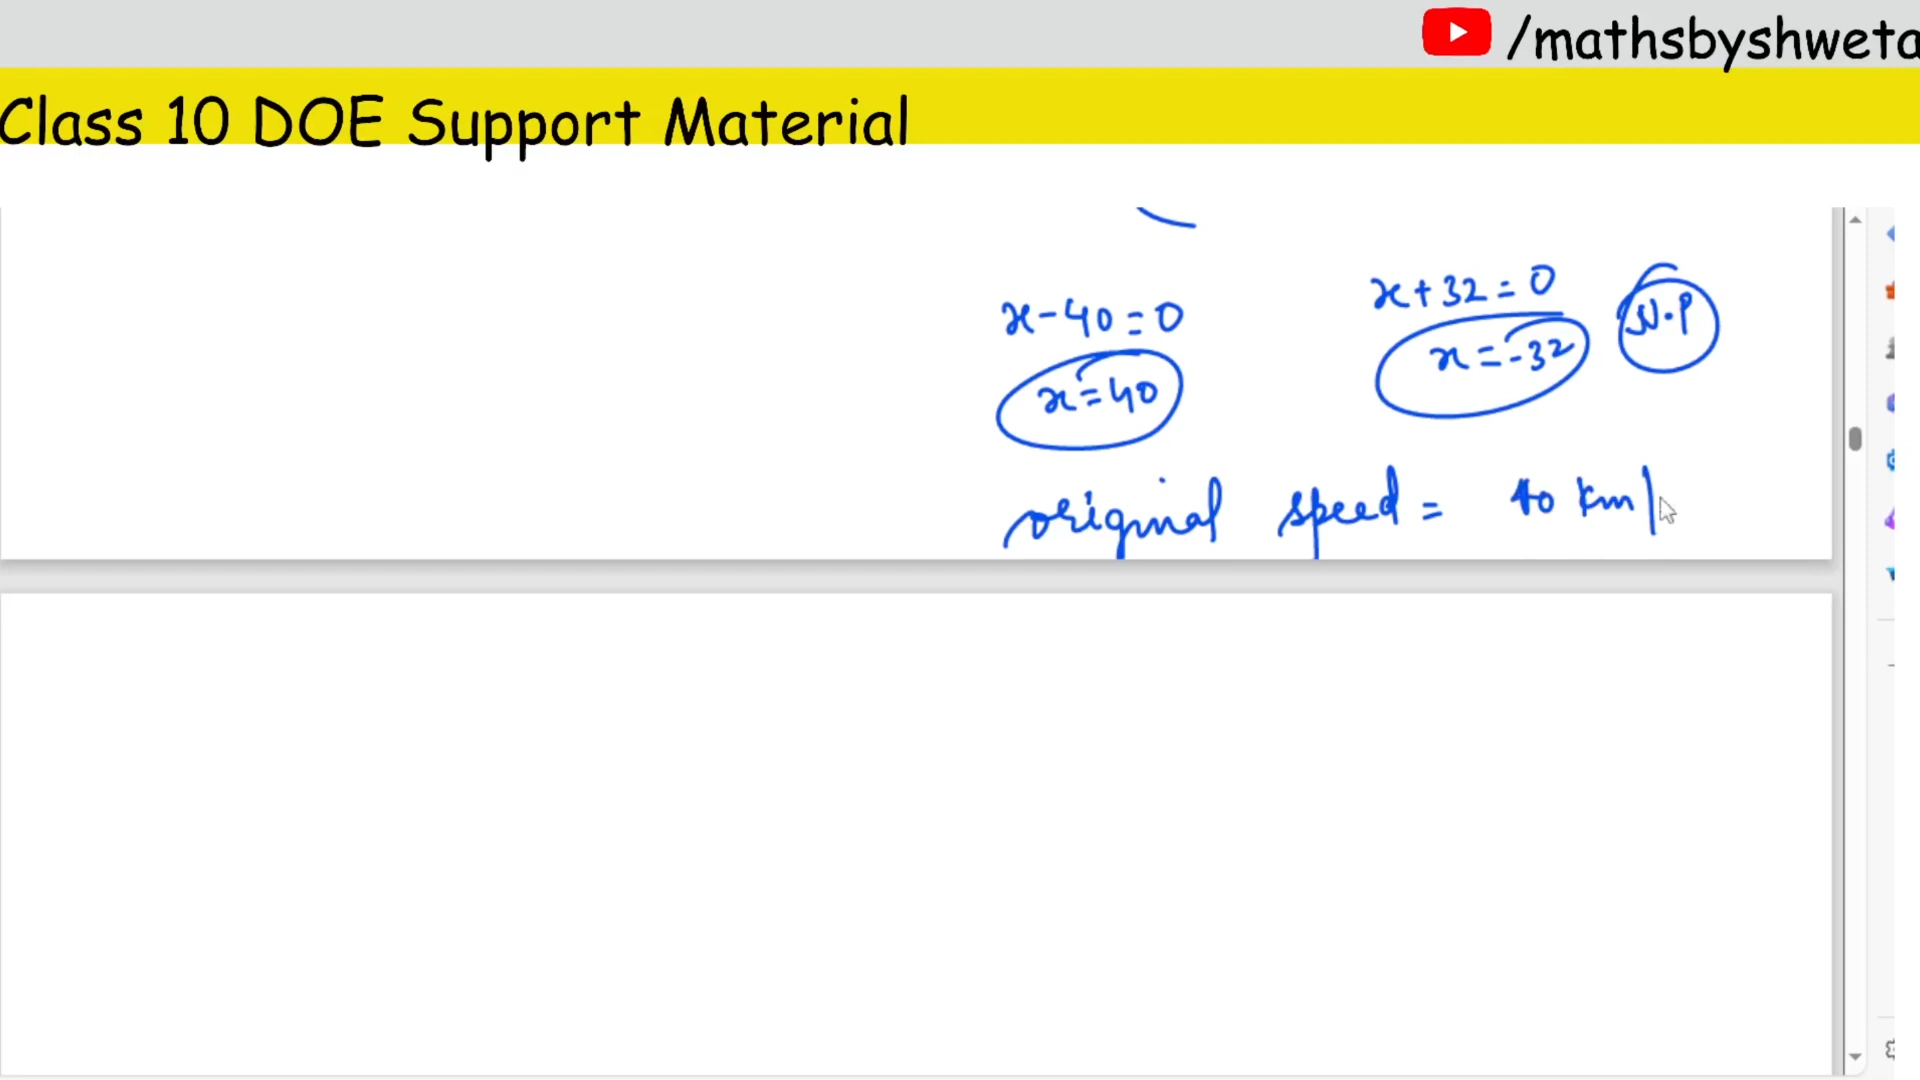 /mathsbyshweta
Class 10 DOE Support Material
x-40=0
x+32=0
N.P
x=40
x=-32
original speed = 40 km/